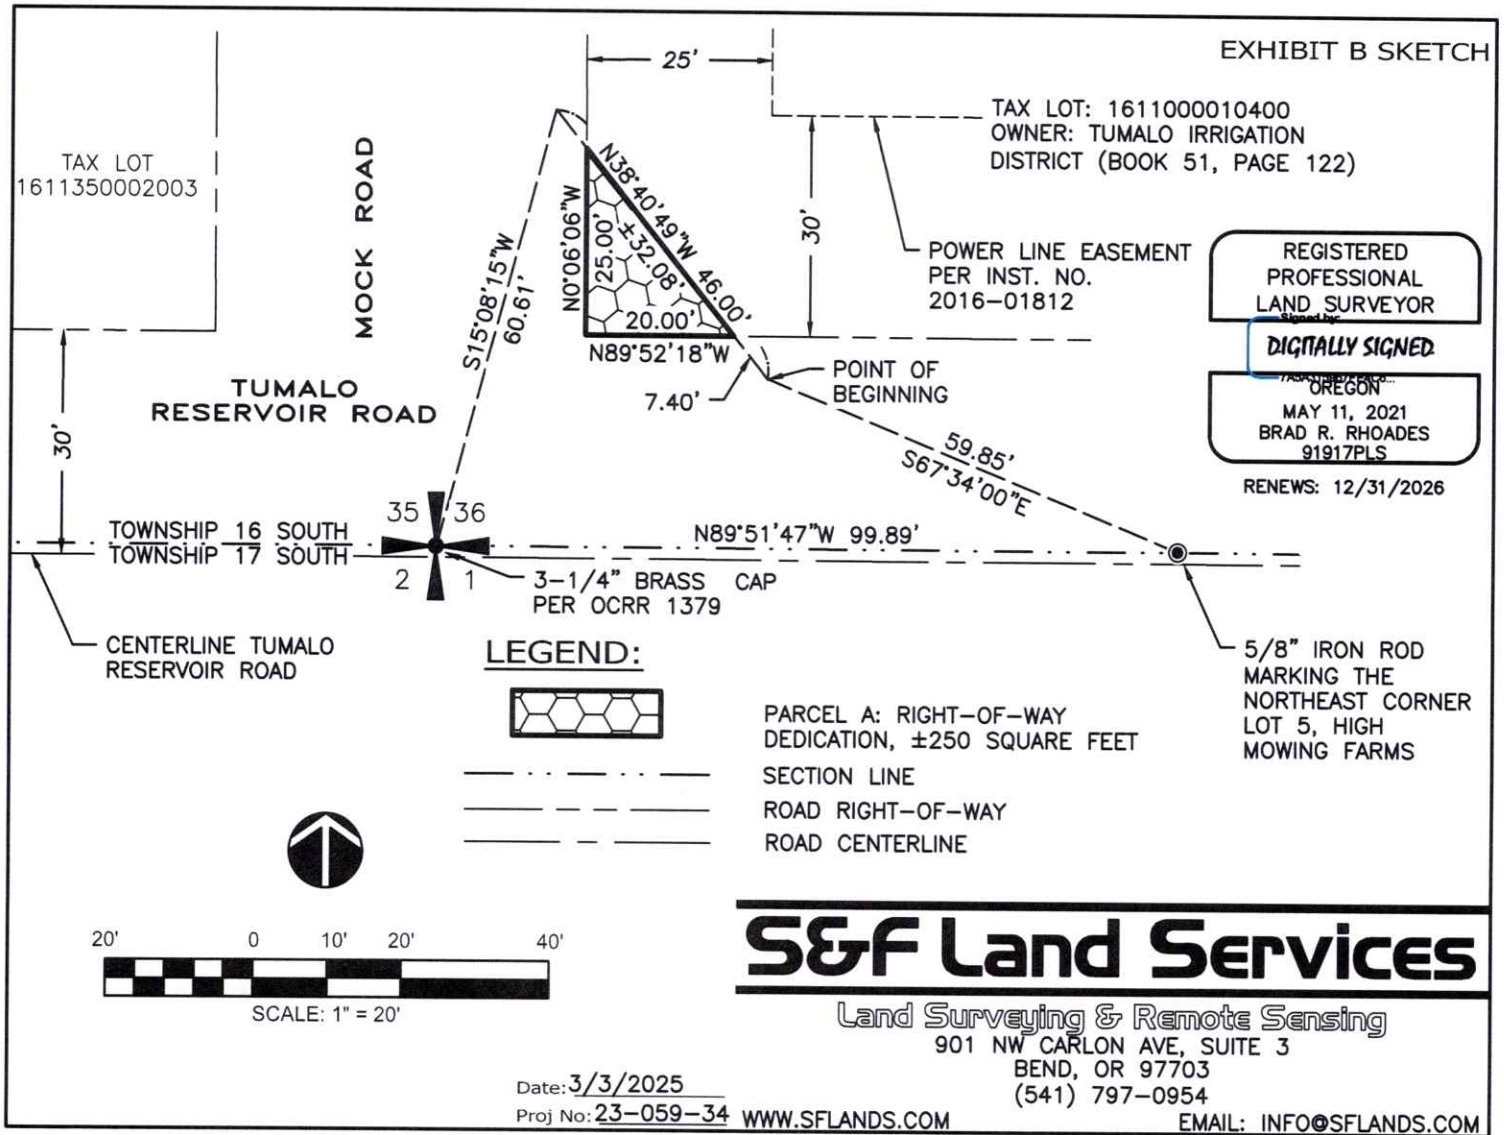 EXHIBIT B SKETCH
25'
TAX LOT: 1611000010400
OWNER: TUMALO IRRIGATION
DISTRICT (BOOK 51, PAGE 122)
TAX LOT
1611350002003
MOCK ROAD
N38°40'49"W 46.00'
±32.08'
N0°06'06"W
25.00'
20.00'
N89°52'18"W
30'
POWER LINE EASEMENT
PER INST. NO.
2016-01812
REGISTERED
PROFESSIONAL
LAND SURVEYOR
Signed by:
DIGITALLY SIGNED
OREGON
MAY 11, 2021
BRAD R. RHOADES
91917PLS
RENEWS: 12/31/2026
S15°08'15"W
60.61'
TUMALO
RESERVOIR ROAD
30'
7.40'
POINT OF
BEGINNING
59.85'
S67°34'00"E
35 36
2 1
TOWNSHIP 16 SOUTH
TOWNSHIP 17 SOUTH
N89°51'47"W 99.89'
3-1/4" BRASS CAP
PER OCRR 1379
CENTERLINE TUMALO
RESERVOIR ROAD
5/8" IRON ROD
MARKING THE
NORTHEAST CORNER
LOT 5, HIGH
MOWING FARMS
LEGEND:
PARCEL A: RIGHT-OF-WAY
DEDICATION, ±250 SQUARE FEET
SECTION LINE
ROAD RIGHT-OF-WAY
ROAD CENTERLINE
20' 0 10' 20' 40'
SCALE: 1" = 20'
S&F Land Services
Land Surveying & Remote Sensing
901 NW CARLON AVE, SUITE 3
BEND, OR 97703
(541) 797-0954
Date: 3/3/2025
Proj No: 23-059-34
WWW.SFLANDS.COM
EMAIL: INFO@SFLANDS.COM